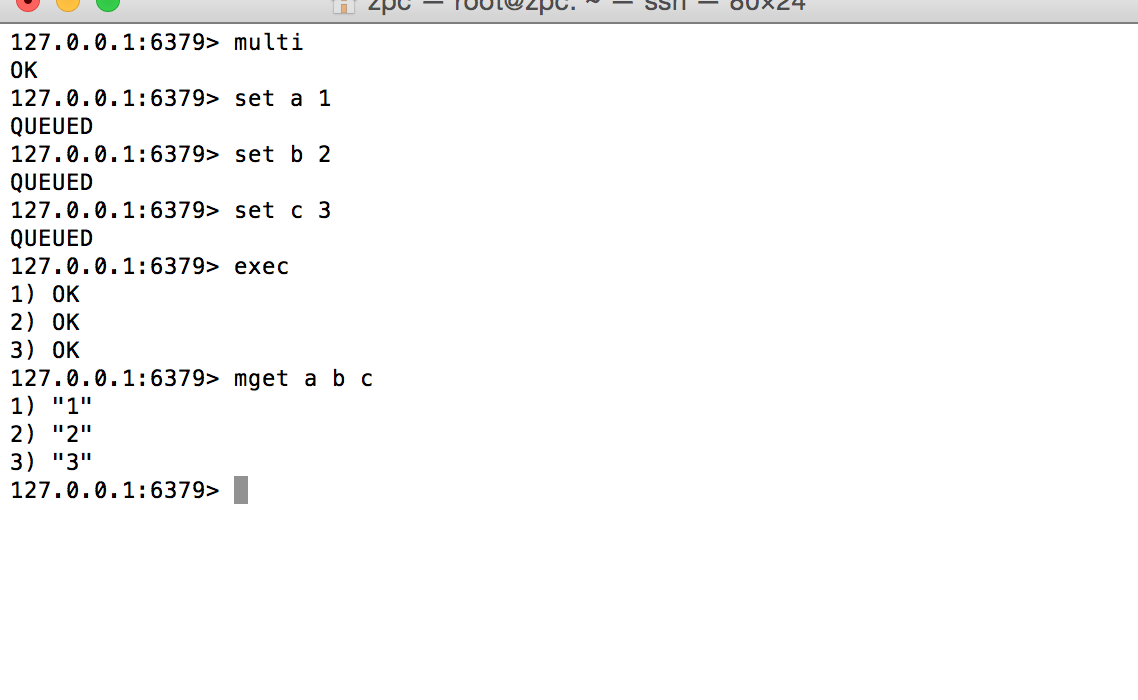 zpc — root@zpc: ~ — ssh — 80×24
127.0.0.1:6379> multi
OK
127.0.0.1:6379> set a 1
QUEUED
127.0.0.1:6379> set b 2
QUEUED
127.0.0.1:6379> set c 3
QUEUED
127.0.0.1:6379> exec
1) OK
2) OK
3) OK
127.0.0.1:6379> mget a b c
1) "1"
2) "2"
3) "3"
127.0.0.1:6379>